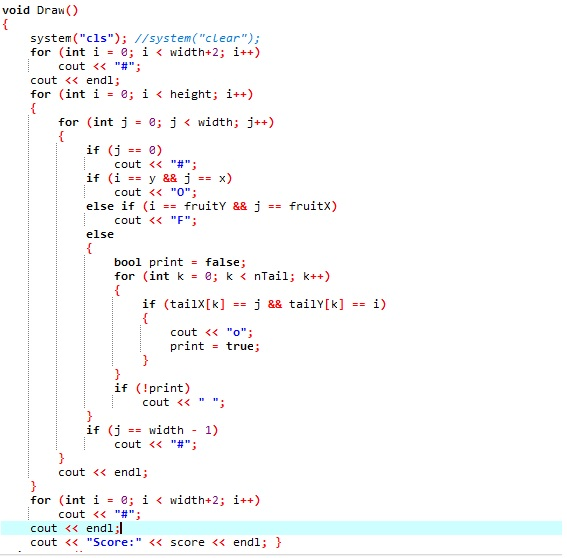 void Draw()
{
    system("cls"); //system("clear");
    for (int i = 0; i < width+2; i++)
        cout << "#";
    cout << endl;
    for (int i = 0; i < height; i++)
    {
        for (int j = 0; j < width; j++)
        {
            if (j == 0)
                cout << "#";
            if (i == y && j == x)
                cout << "O";
            else if (i == fruitY && j == fruitX)
                cout << "F";
            else
            {
                bool print = false;
                for (int k = 0; k < nTail; k++)
                {
                    if (tailX[k] == j && tailY[k] == i)
                    {
                        cout << "o";
                        print = true;
                    }
                }
                if (!print)
                    cout << " ";
            }
            if (j == width - 1)
                cout << "#";
        }
        cout << endl;
    }
    for (int i = 0; i < width+2; i++)
        cout << "#";
    cout << endl;
    cout << "Score:" << score << endl; }